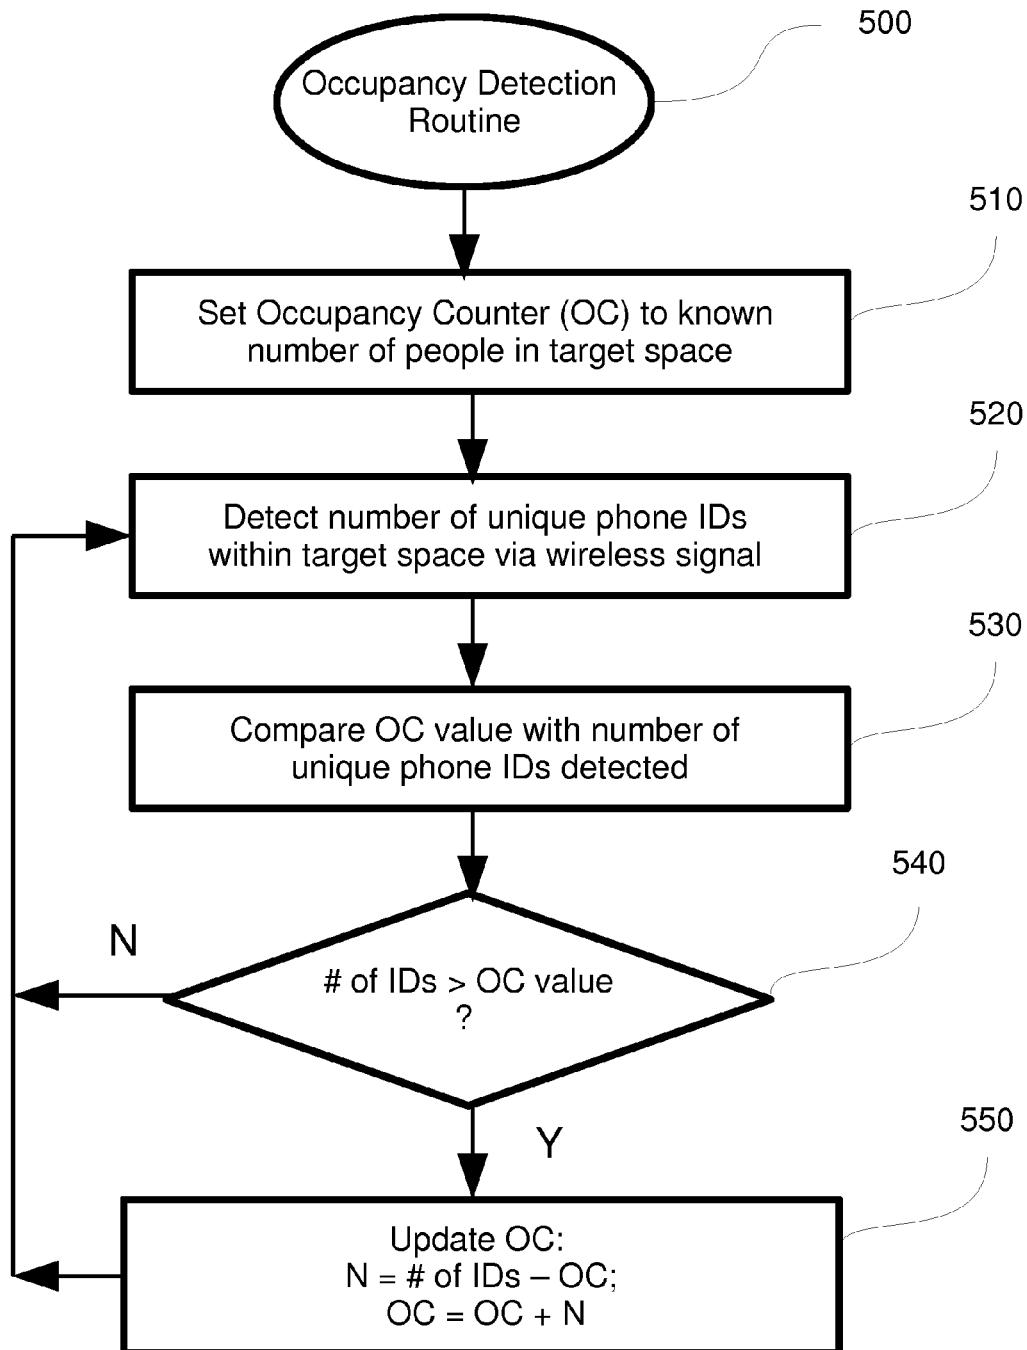 500
Occupancy Detection
Routine
510
Set Occupancy Counter (OC) to known
number of people in target space
520
Detect number of unique phone IDs
within target space via wireless signal
530
Compare OC value with number of
unique phone IDs detected
540
N
# of IDs > OC value
?
Y
550
Update OC:
N = # of IDs – OC;
OC = OC + N